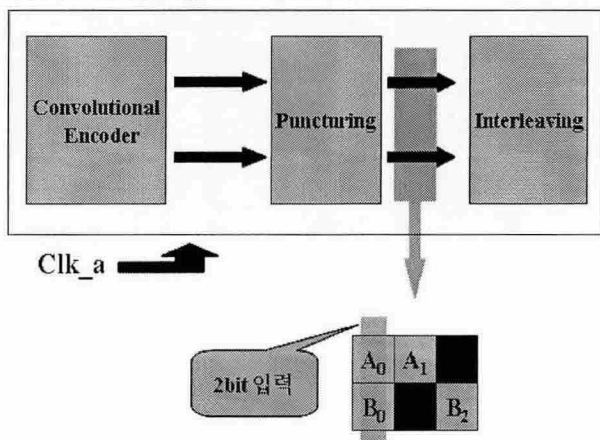 Convolutional
Encoder
Puncturing
Interleaving
Clk_a
2bit 입력
A0 A1
B0 B2